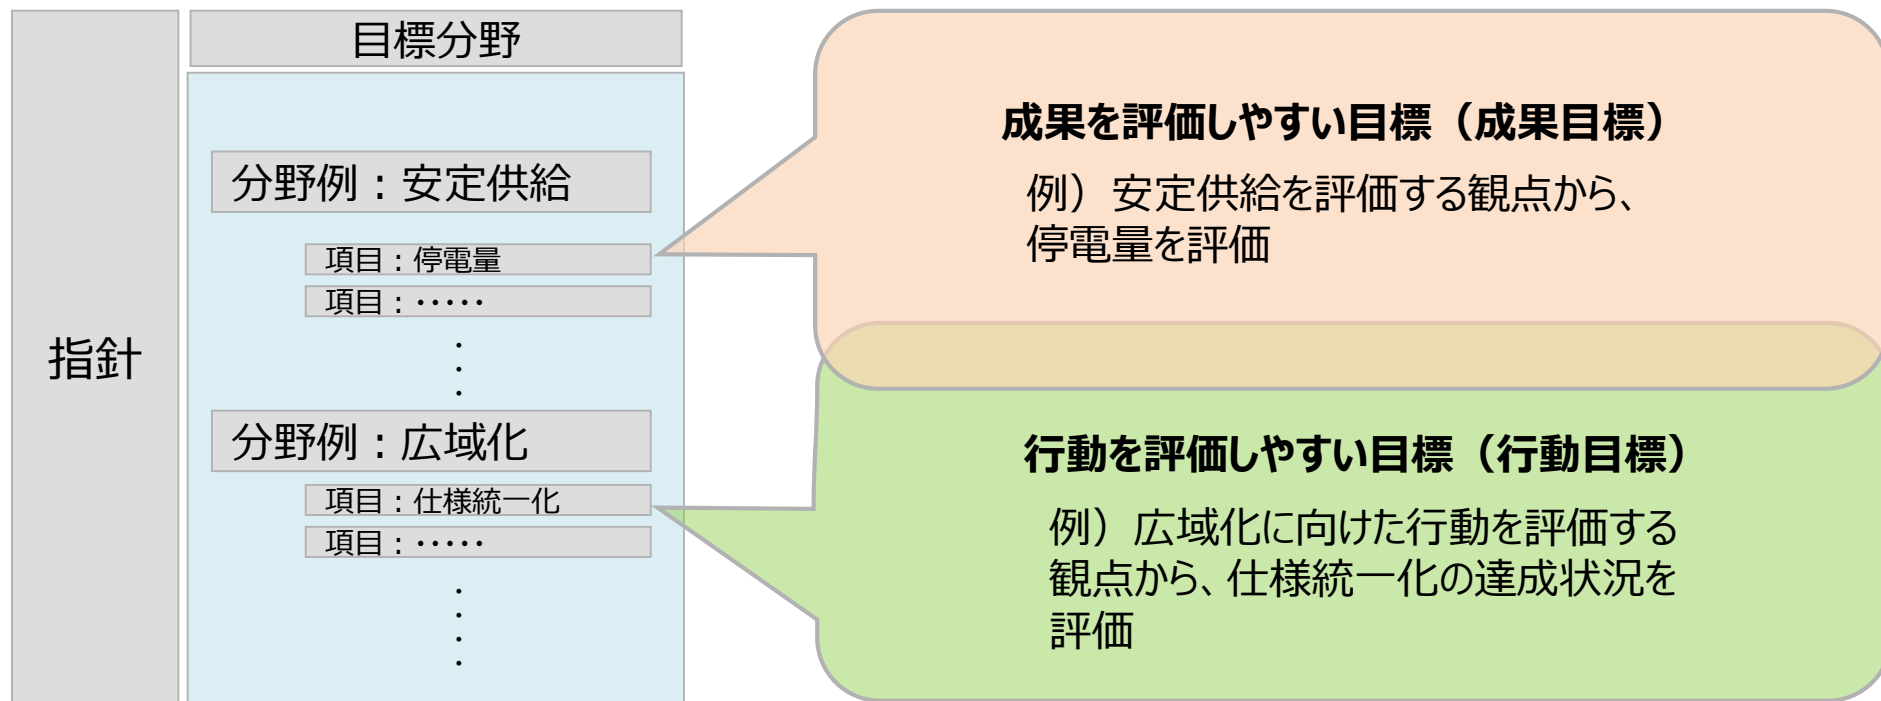 指針
目標分野
分野例：安定供給
項目：停電量
項目：・・・・・
・
・
・
分野例：広域化
項目：仕様統一化
項目：・・・・・
・
・
・
・
成果を評価しやすい目標（成果目標）
例）安定供給を評価する観点から、
停電量を評価
行動を評価しやすい目標（行動目標）
例）広域化に向けた行動を評価する
観点から、仕様統一化の達成状況を
評価